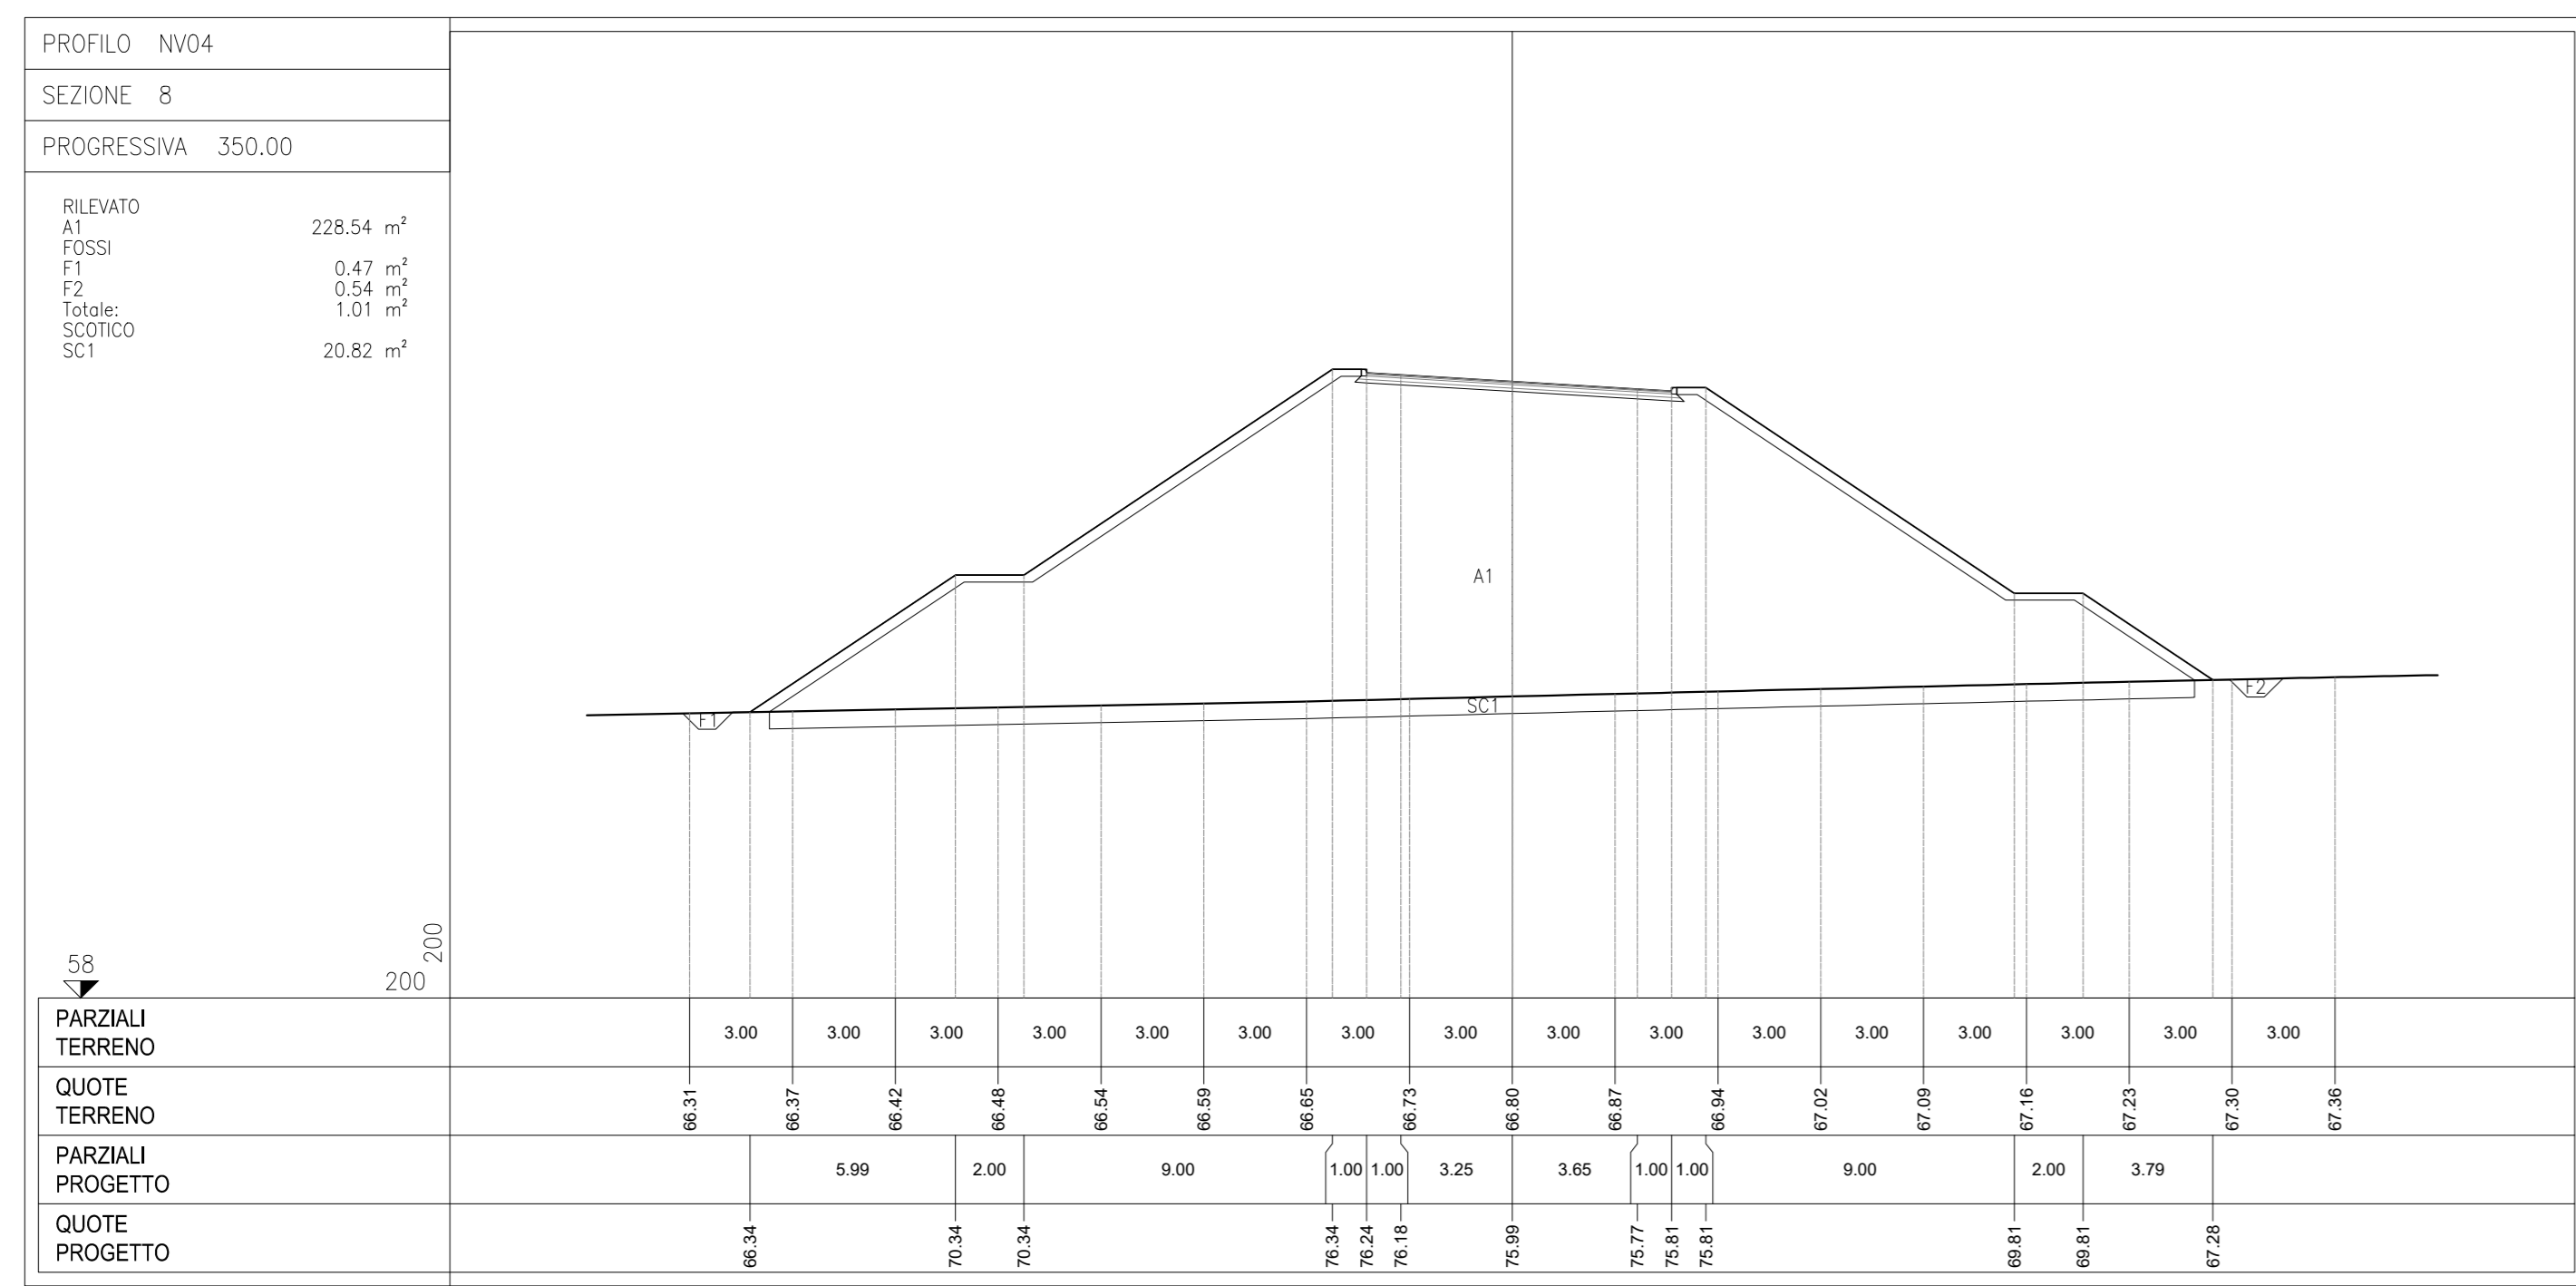 PROFILO NV04
SEZIONE 8
PROGRESSIVA 350.00
RILEVATO
A1 228.54 m²
FOSSI
F1 0.47 m²
F2 0.54 m²
Totale: 1.01 m²
SCOTICO
SC1 20.82 m²
A1
SC1
F1
F2
58
200
200
PARZIALI
TERRENO
3.00 3.00 3.00 3.00 3.00 3.00 3.00 3.00 3.00 3.00 3.00 3.00 3.00 3.00 3.00 3.00
QUOTE
TERRENO
66.31 66.37 66.42 66.48 66.54 66.59 66.65 66.73 66.80 66.87 66.94 67.02 67.09 67.16 67.23 67.30 67.36
PARZIALI
PROGETTO
5.99 2.00 9.00 1.00 1.00 3.25 3.65 1.00 1.00 9.00 2.00 3.79
QUOTE
PROGETTO
66.34 70.34 70.34 76.34 76.24 76.18 75.99 75.77 75.81 75.81 69.81 69.81 67.28